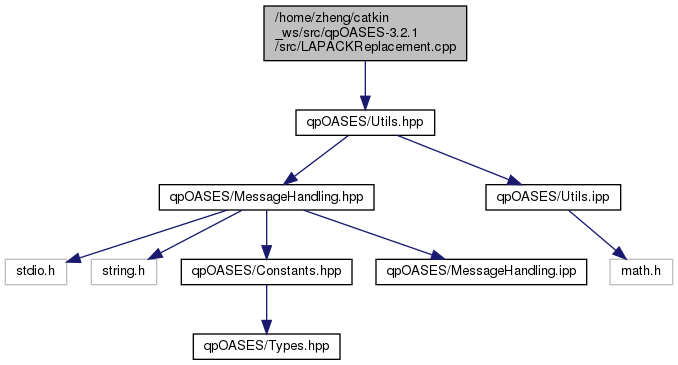 /home/zheng/catkin
_ws/src/qpOASES-3.2.1
/src/LAPACKReplacement.cpp
qpOASES/Utils.hpp
qpOASES/MessageHandling.hpp
qpOASES/Utils.ipp
stdio.h
string.h
qpOASES/Constants.hpp
qpOASES/MessageHandling.ipp
math.h
qpOASES/Types.hpp